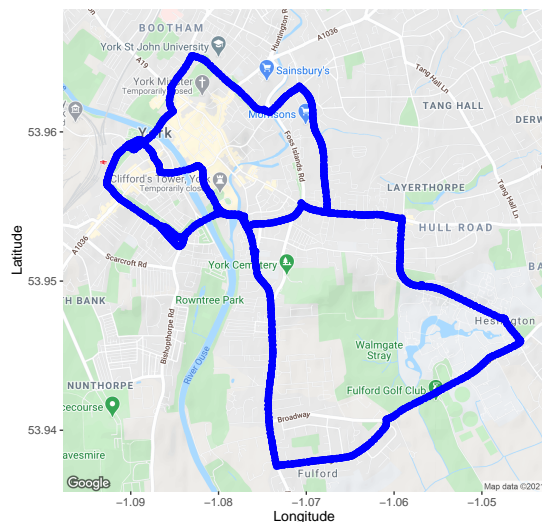 BOOTHAM
Huntington R
A1036
York St John University
A19
Sainsbury's
Tang Hall Ln
York Minster
Temporarily closed
Morrisons
TANG HALL
DERW
53.96
York
Foss Islands Rd
Clifford's Tower, York
Temporarily close
LAYERTHORPE
Tang Hall Ln
HULL ROAD
A1036
Scarcroft Rd
York Cemetery
BA
53.95
Latitude
SH BANK
Rowntree Park
Bishopthorpe Rd
Heslington
Walmgate
Stray
River Ouse
NUNTHORPE
Fulford Golf Club
cecourse
Broadway
53.94
avesmire
Fulford
Google
Map data ©2021
−1.09
−1.08
−1.07
−1.06
−1.05
Longitude